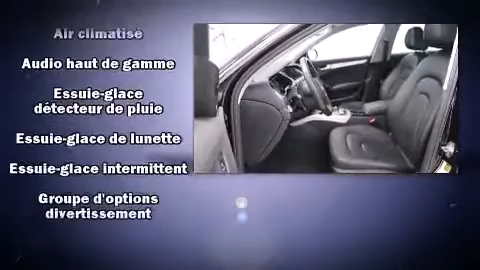 Air climatisé
Audio haut de gamme
Essuie-glace
détecteur de pluie
Essuie-glace de lunette
Essuie-glace intermittent
Groupe d'options
divertissement